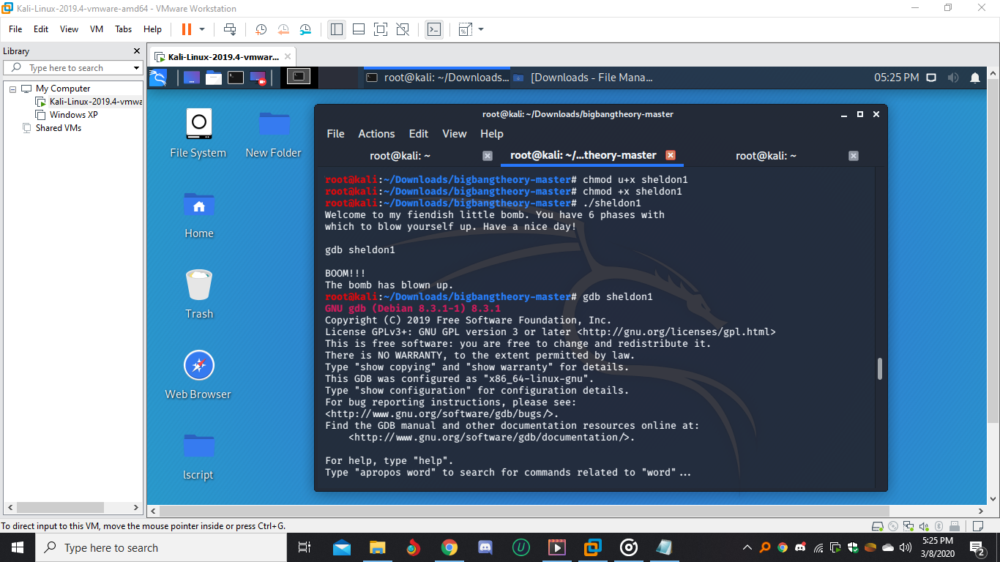 Kali-Linux-2019.4-vmware-amd64 - VMware Workstation
File Edit View VM Tabs Help
Library
Type here to search
My Computer
Kali-Linux-2019.4-vmwa
Windows XP
Shared VMs
Kali-Linux-2019.4-vmwar...
root@kali: ~/Downloads...
[Downloads - File Mana...
05:25 PM
File System
New Folder
Home
Trash
Web Browser
lscript
root@kali: ~/Downloads/bigbangtheory-master
File Actions Edit View Help
root@kali: ~
root@kali: ~/...theory-master
root@kali: ~
root@kali:~/Downloads/bigbangtheory-master# chmod u+x sheldon1
root@kali:~/Downloads/bigbangtheory-master# chmod +x sheldon1
root@kali:~/Downloads/bigbangtheory-master# ./sheldon1
Welcome to my fiendish little bomb. You have 6 phases with
which to blow yourself up. Have a nice day!
gdb sheldon1
BOOM!!!
The bomb has blown up.
root@kali:~/Downloads/bigbangtheory-master# gdb sheldon1
GNU gdb (Debian 8.3.1-1) 8.3.1
Copyright (C) 2019 Free Software Foundation, Inc.
License GPLv3+: GNU GPL version 3 or later <http://gnu.org/licenses/gpl.html>
This is free software: you are free to change and redistribute it.
There is NO WARRANTY, to the extent permitted by law.
Type "show copying" and "show warranty" for details.
This GDB was configured as "x86_64-linux-gnu".
Type "show configuration" for configuration details.
For bug reporting instructions, please see:
<http://www.gnu.org/software/gdb/bugs/>.
Find the GDB manual and other documentation resources online at:
<http://www.gnu.org/software/gdb/documentation/>.
For help, type "help".
Type "apropos word" to search for commands related to "word"...
To direct input to this VM, move the mouse pointer inside or press Ctrl+G.
Type here to search
5:25 PM
3/8/2020
2